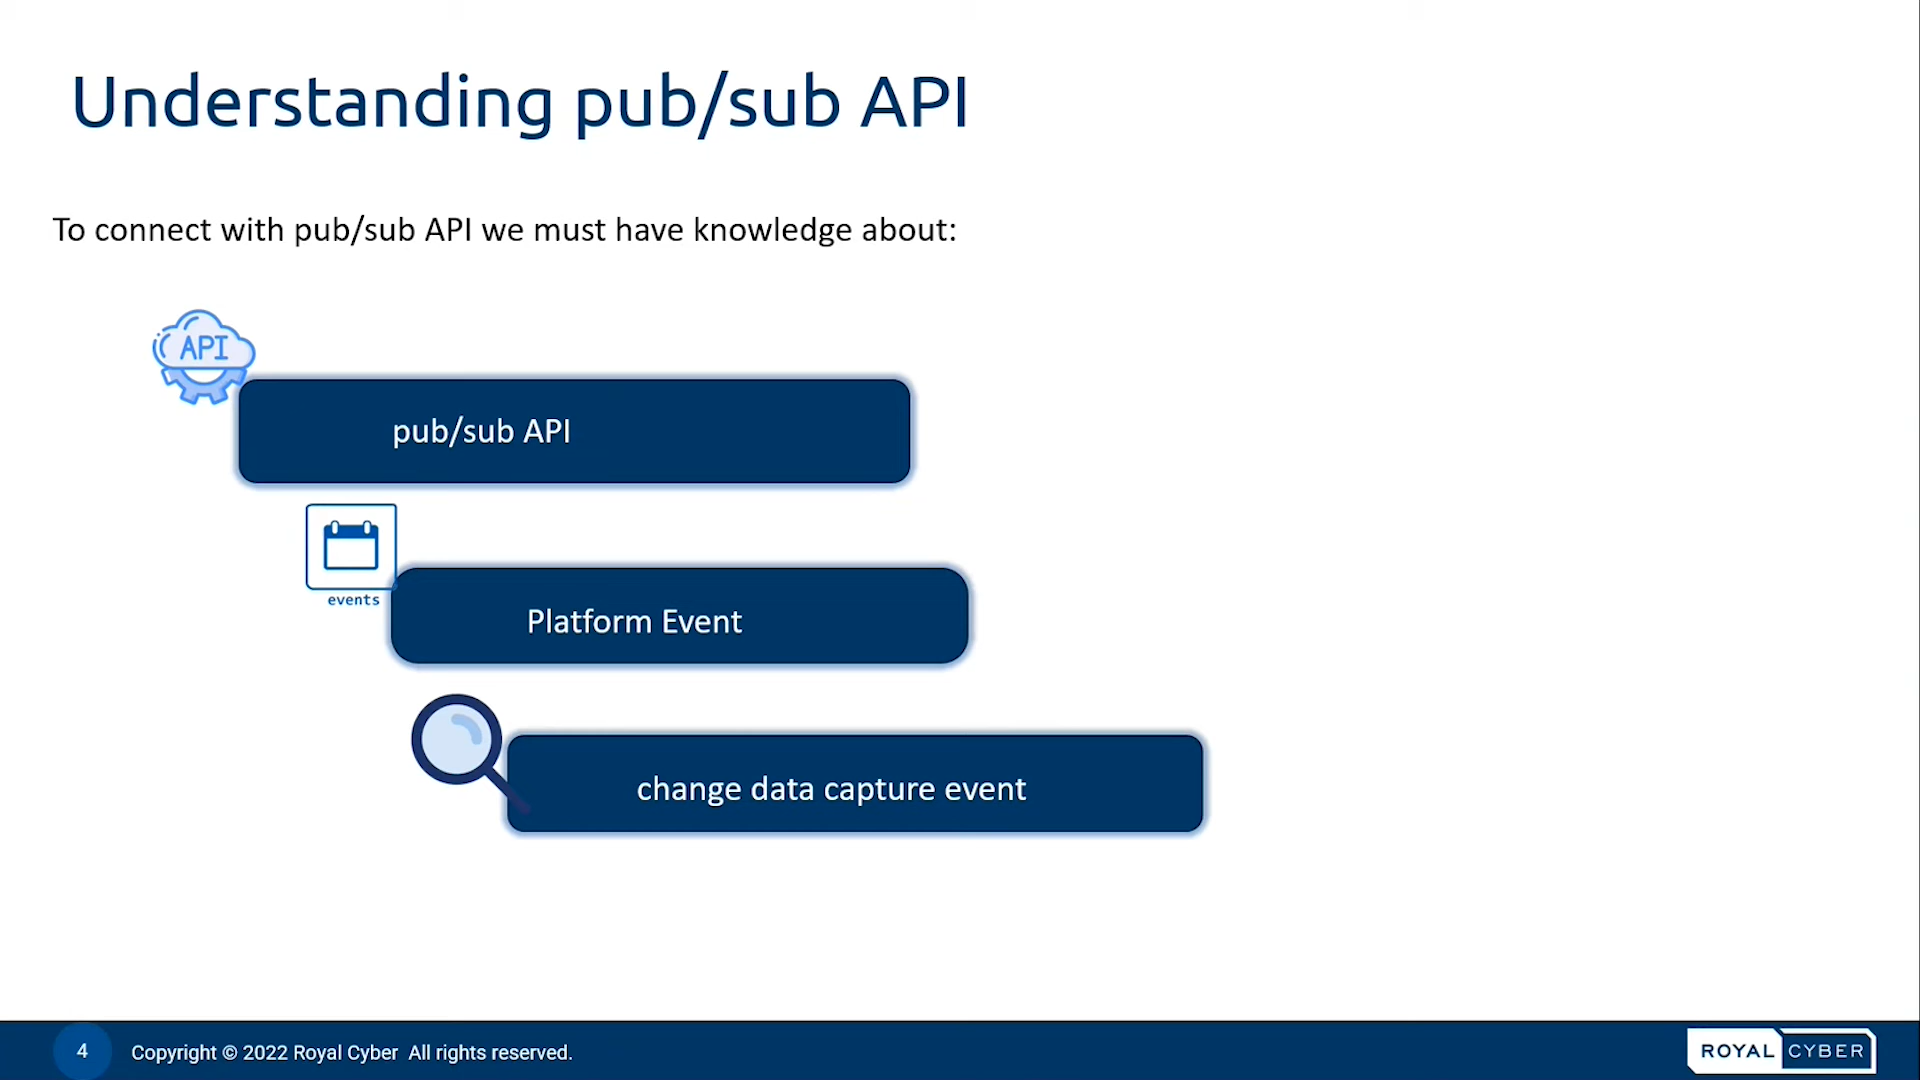 Understanding pub/sub API
To connect with pub/sub API we must have knowledge about:
API
pub/sub API
events
Platform Event
change data capture event
4
Copyright © 2022 Royal Cyber  All rights reserved.
ROYAL CYBER